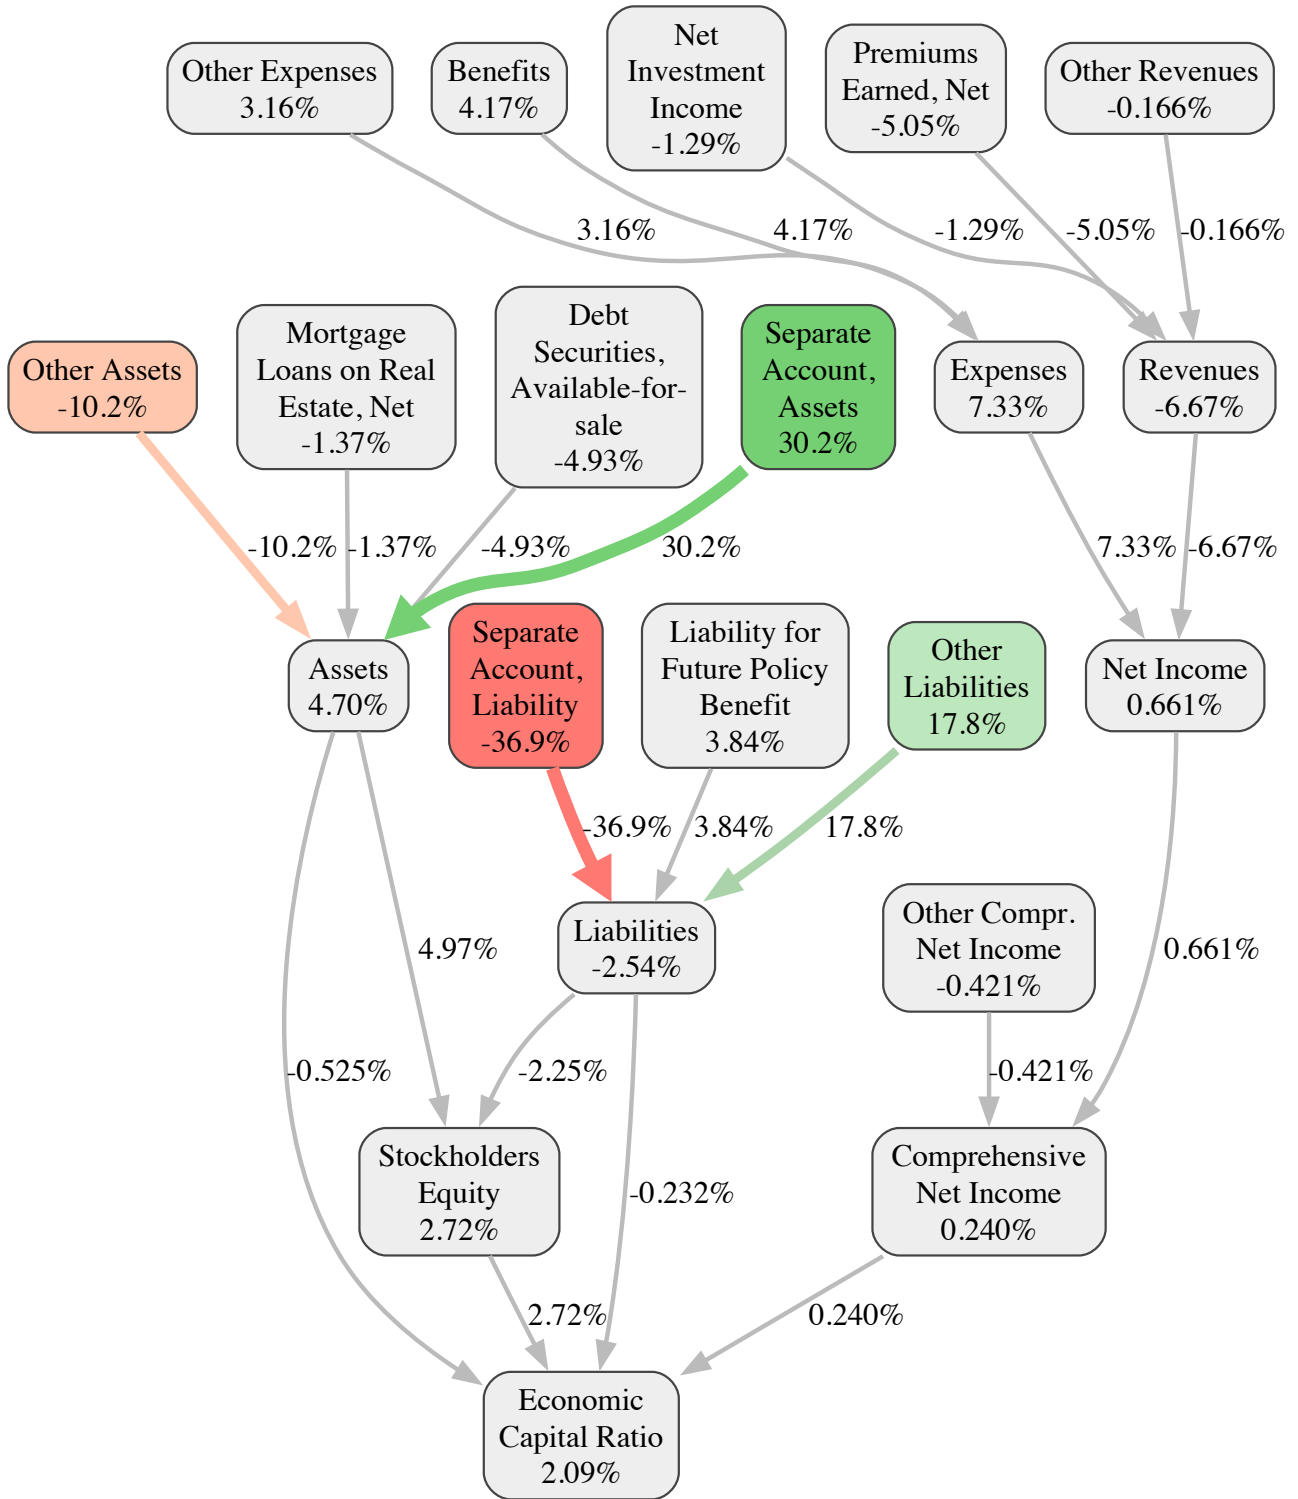 Other Expenses
3.16%
Benefits
4.17%
Net
Investment
Income
-1.29%
Premiums
Earned, Net
-5.05%
Other Revenues
-0.166%
3.16%
4.17%
-1.29%
-5.05%
-0.166%
Other Assets
-10.2%
Mortgage
Loans on Real
Estate, Net
-1.37%
Debt
Securities,
Available-for-
sale
-4.93%
Separate
Account,
Assets
30.2%
Expenses
7.33%
Revenues
-6.67%
-10.2%
-1.37%
-4.93%
30.2%
7.33%
-6.67%
Assets
4.70%
Separate
Account,
Liability
-36.9%
Liability for
Future Policy
Benefit
3.84%
Other
Liabilities
17.8%
Net Income
0.661%
-36.9%
3.84%
17.8%
Liabilities
-2.54%
Other Compr.
Net Income
-0.421%
4.97%
0.661%
-0.525%
-2.25%
-0.421%
Stockholders
Equity
2.72%
-0.232%
Comprehensive
Net Income
0.240%
2.72%
0.240%
Economic
Capital Ratio
2.09%